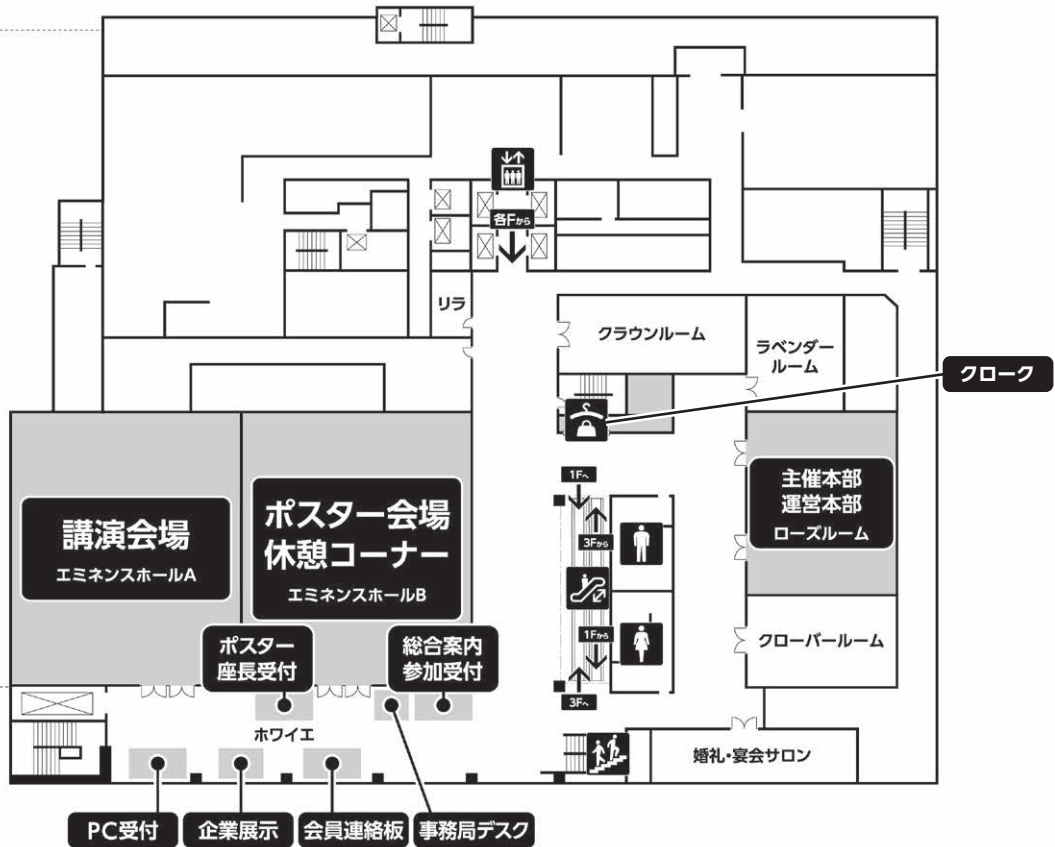 各Fから
リラ
クラウンルーム
ラベンダー
ルーム
クローク
1Fへ
3Fから
1Fから
3Fへ
講演会場
エミネンスホールA
ポスター会場
休憩コーナー
エミネンスホールB
主催本部
運営本部
ローズルーム
クローバールーム
ポスター
座長受付
総合案内
参加受付
ホワイエ
婚礼・宴会サロン
PC受付
企業展示
会員連絡板
事務局デスク